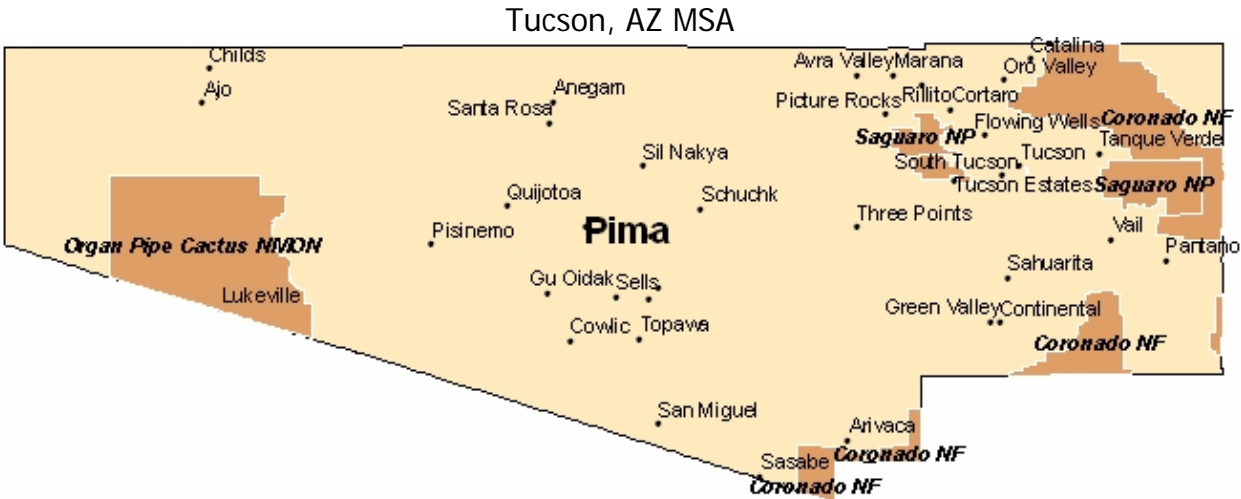 Tucson, AZ MSA
Childs
Ajo
Anegam
Santa Rosa
Sil Nakya
Quijotoa
Schuchk
Pisinemo
Pima
Organ Pipe Cactus NMON
Lukeville
Gu Oidak
Sells
Cowlic
Topawa
San Miguel
Sasabe
Coronado NF
Arivaca
Coronado NF
Catalina
Avra Valley
Marana
Oro Valley
Picture Rocks
Rillito
Cortaro
Flowing Wells
Coronado NF
Saguaro NP
Tanque Verde
South Tucson
Tucson
Tucson Estates
Saguaro NP
Three Points
Vail
Pantano
Sahuarita
Green Valley
Continental
Coronado NF